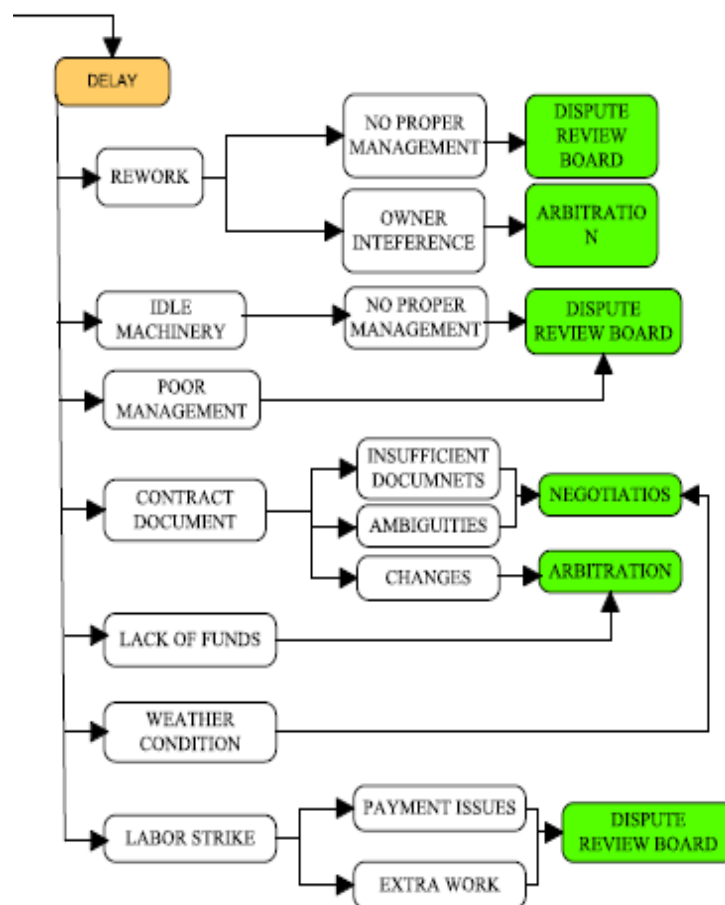 DELAY
REWORK
NO PROPER
MANAGEMENT
DISPUTE
REVIEW
BOARD
OWNER
INTEFERENCE
ARBITRATIO
N
IDLE
MACHINERY
NO PROPER
MANAGEMENT
DISPUTE
REVIEW BOARD
POOR
MANAGEMENT
CONTRACT
DOCUMENT
INSUFFICIENT
DOCUMNETS
AMBIGUITIES
NEGOTIATIOS
CHANGES
ARBITRATION
LACK OF FUNDS
WEATHER
CONDITION
LABOR STRIKE
PAYMENT ISSUES
EXTRA WORK
DISPUTE
REVIEW BOARD